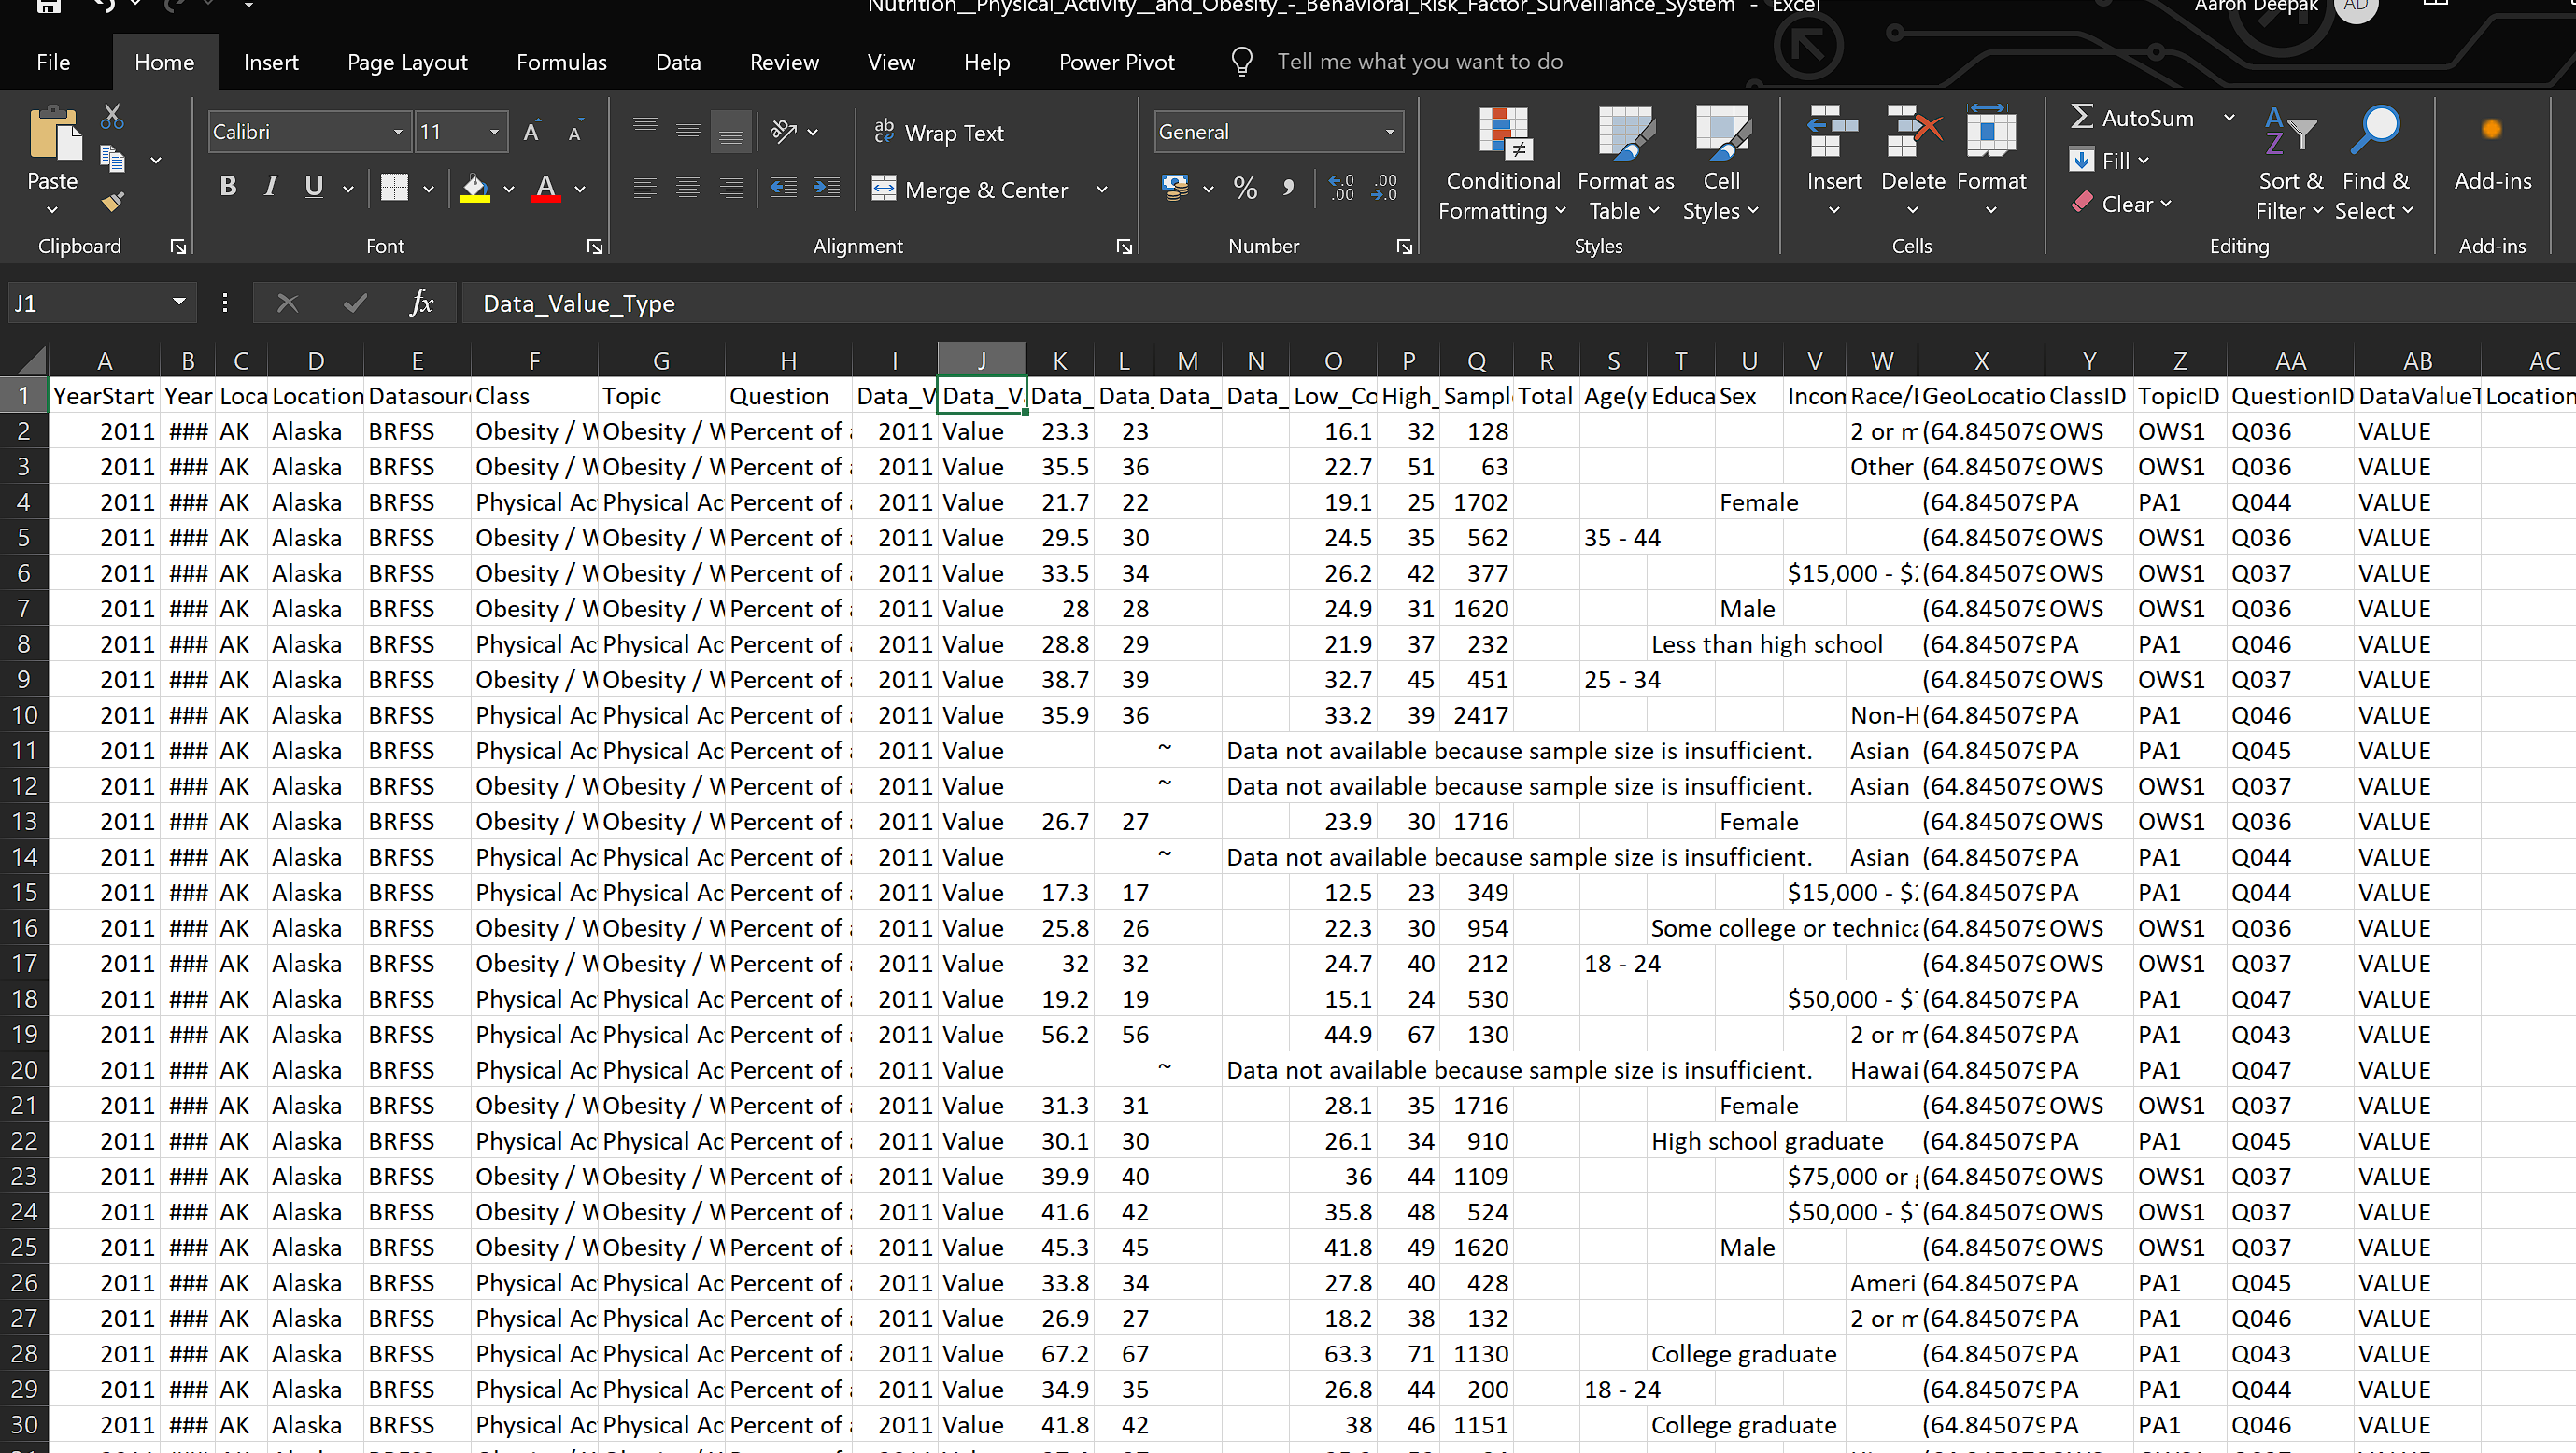 Nutrition__Physical_Activity__and_Obesity_-_Behavioral_Risk_Factor_Surveillance_System - Excel
Aaron Deepak AD
File Home Insert Page Layout Formulas Data Review View Help Power Pivot Tell me what you want to do
Paste
Clipboard
Calibri 11
B I U
Font
Wrap Text
Merge & Center
Alignment
General
Number
Conditional Formatting
Format as Table
Cell Styles
Styles
Insert Delete Format
Cells
AutoSum
Fill
Clear
Sort & Filter
Find & Select
Editing
Add-ins
Add-ins
J1 fx Data_Value_Type
A B C D E F G H I J K L M N O P Q R S T U V W X Y Z AA AB AC
1 YearStart Year Loca Location Datasour Class Topic Question Data_V Data_V Data_ Data_ Data_ Data_ Low_Co High_ Sampl Total Age(y Educa Sex Incon Race/ GeoLocatio ClassID TopicID QuestionID DataValueT Location
2 2011 ### AK Alaska BRFSS Obesity / W Obesity / W Percent of 2011 Value 23.3 23 16.1 32 128 2 or m (64.845079 OWS OWS1 Q036 VALUE
3 2011 ### AK Alaska BRFSS Obesity / W Obesity / W Percent of 2011 Value 35.5 36 22.7 51 63 Other (64.845079 OWS OWS1 Q036 VALUE
4 2011 ### AK Alaska BRFSS Physical Ac Physical Ac Percent of 2011 Value 21.7 22 19.1 25 1702 Female (64.845079 PA PA1 Q044 VALUE
5 2011 ### AK Alaska BRFSS Obesity / W Obesity / W Percent of 2011 Value 29.5 30 24.5 35 562 35 - 44 (64.845079 OWS OWS1 Q036 VALUE
6 2011 ### AK Alaska BRFSS Obesity / W Obesity / W Percent of 2011 Value 33.5 34 26.2 42 377 $15,000 - $ (64.845079 OWS OWS1 Q037 VALUE
7 2011 ### AK Alaska BRFSS Obesity / W Obesity / W Percent of 2011 Value 28 28 24.9 31 1620 Male (64.845079 OWS OWS1 Q036 VALUE
8 2011 ### AK Alaska BRFSS Physical Ac Physical Ac Percent of 2011 Value 28.8 29 21.9 37 232 Less than high school (64.845079 PA PA1 Q046 VALUE
9 2011 ### AK Alaska BRFSS Obesity / W Obesity / W Percent of 2011 Value 38.7 39 32.7 45 451 25 - 34 (64.845079 OWS OWS1 Q037 VALUE
10 2011 ### AK Alaska BRFSS Physical Ac Physical Ac Percent of 2011 Value 35.9 36 33.2 39 2417 Non-H (64.845079 PA PA1 Q046 VALUE
11 2011 ### AK Alaska BRFSS Physical Ac Physical Ac Percent of 2011 Value ~ Data not available because sample size is insufficient. Asian (64.845079 PA PA1 Q045 VALUE
12 2011 ### AK Alaska BRFSS Obesity / W Obesity / W Percent of 2011 Value ~ Data not available because sample size is insufficient. Asian (64.845079 OWS OWS1 Q037 VALUE
13 2011 ### AK Alaska BRFSS Obesity / W Obesity / W Percent of 2011 Value 26.7 27 23.9 30 1716 Female (64.845079 OWS OWS1 Q036 VALUE
14 2011 ### AK Alaska BRFSS Physical Ac Physical Ac Percent of 2011 Value ~ Data not available because sample size is insufficient. Asian (64.845079 PA PA1 Q044 VALUE
15 2011 ### AK Alaska BRFSS Physical Ac Physical Ac Percent of 2011 Value 17.3 17 12.5 23 349 $15,000 - $ (64.845079 PA PA1 Q044 VALUE
16 2011 ### AK Alaska BRFSS Obesity / W Obesity / W Percent of 2011 Value 25.8 26 22.3 30 954 Some college or technica (64.845079 OWS OWS1 Q036 VALUE
17 2011 ### AK Alaska BRFSS Obesity / W Obesity / W Percent of 2011 Value 32 32 24.7 40 212 18 - 24 (64.845079 OWS OWS1 Q037 VALUE
18 2011 ### AK Alaska BRFSS Physical Ac Physical Ac Percent of 2011 Value 19.2 19 15.1 24 530 $50,000 - $ (64.845079 PA PA1 Q047 VALUE
19 2011 ### AK Alaska BRFSS Physical Ac Physical Ac Percent of 2011 Value 56.2 56 44.9 67 130 2 or m (64.845079 PA PA1 Q043 VALUE
20 2011 ### AK Alaska BRFSS Physical Ac Physical Ac Percent of 2011 Value ~ Data not available because sample size is insufficient. Hawai (64.845079 PA PA1 Q047 VALUE
21 2011 ### AK Alaska BRFSS Obesity / W Obesity / W Percent of 2011 Value 31.3 31 28.1 35 1716 Female (64.845079 OWS OWS1 Q037 VALUE
22 2011 ### AK Alaska BRFSS Physical Ac Physical Ac Percent of 2011 Value 30.1 30 26.1 34 910 High school graduate (64.845079 PA PA1 Q045 VALUE
23 2011 ### AK Alaska BRFSS Obesity / W Obesity / W Percent of 2011 Value 39.9 40 36 44 1109 $75,000 or (64.845079 OWS OWS1 Q037 VALUE
24 2011 ### AK Alaska BRFSS Obesity / W Obesity / W Percent of 2011 Value 41.6 42 35.8 48 524 $50,000 - $ (64.845079 OWS OWS1 Q037 VALUE
25 2011 ### AK Alaska BRFSS Obesity / W Obesity / W Percent of 2011 Value 45.3 45 41.8 49 1620 Male (64.845079 OWS OWS1 Q037 VALUE
26 2011 ### AK Alaska BRFSS Physical Ac Physical Ac Percent of 2011 Value 33.8 34 27.8 40 428 Ameri (64.845079 PA PA1 Q045 VALUE
27 2011 ### AK Alaska BRFSS Physical Ac Physical Ac Percent of 2011 Value 26.9 27 18.2 38 132 2 or m (64.845079 PA PA1 Q046 VALUE
28 2011 ### AK Alaska BRFSS Physical Ac Physical Ac Percent of 2011 Value 67.2 67 63.3 71 1130 College graduate (64.845079 PA PA1 Q043 VALUE
29 2011 ### AK Alaska BRFSS Physical Ac Physical Ac Percent of 2011 Value 34.9 35 26.8 44 200 18 - 24 (64.845079 PA PA1 Q044 VALUE
30 2011 ### AK Alaska BRFSS Physical Ac Physical Ac Percent of 2011 Value 41.8 42 38 46 1151 College graduate (64.845079 PA PA1 Q046 VALUE